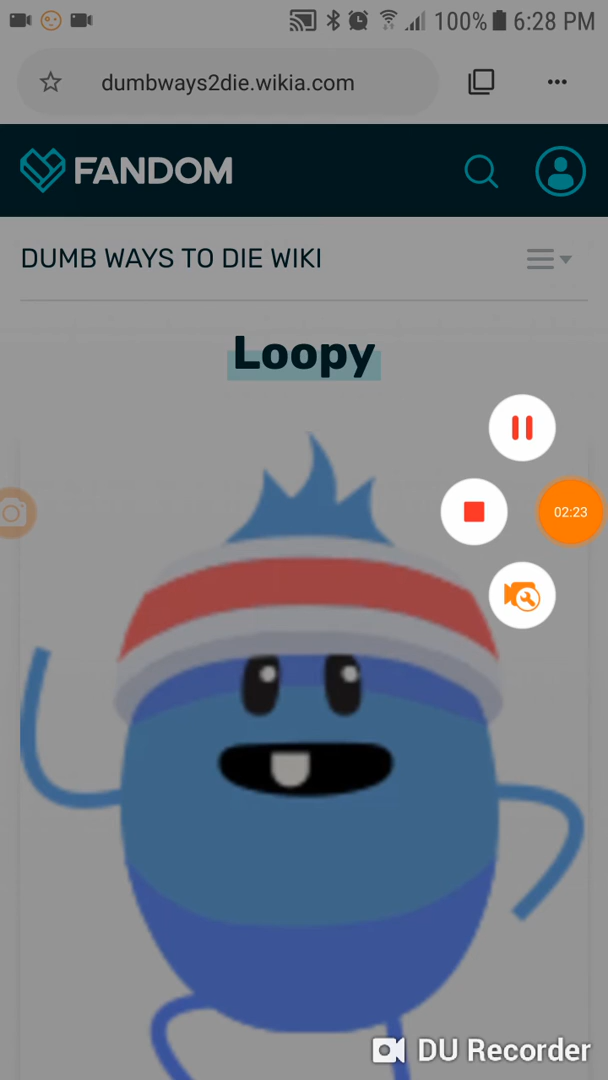 100% 6:28 PM
dumbways2die.wikia.com
FANDOM
DUMB WAYS TO DIE WIKI
Loopy
02:23
DU Recorder